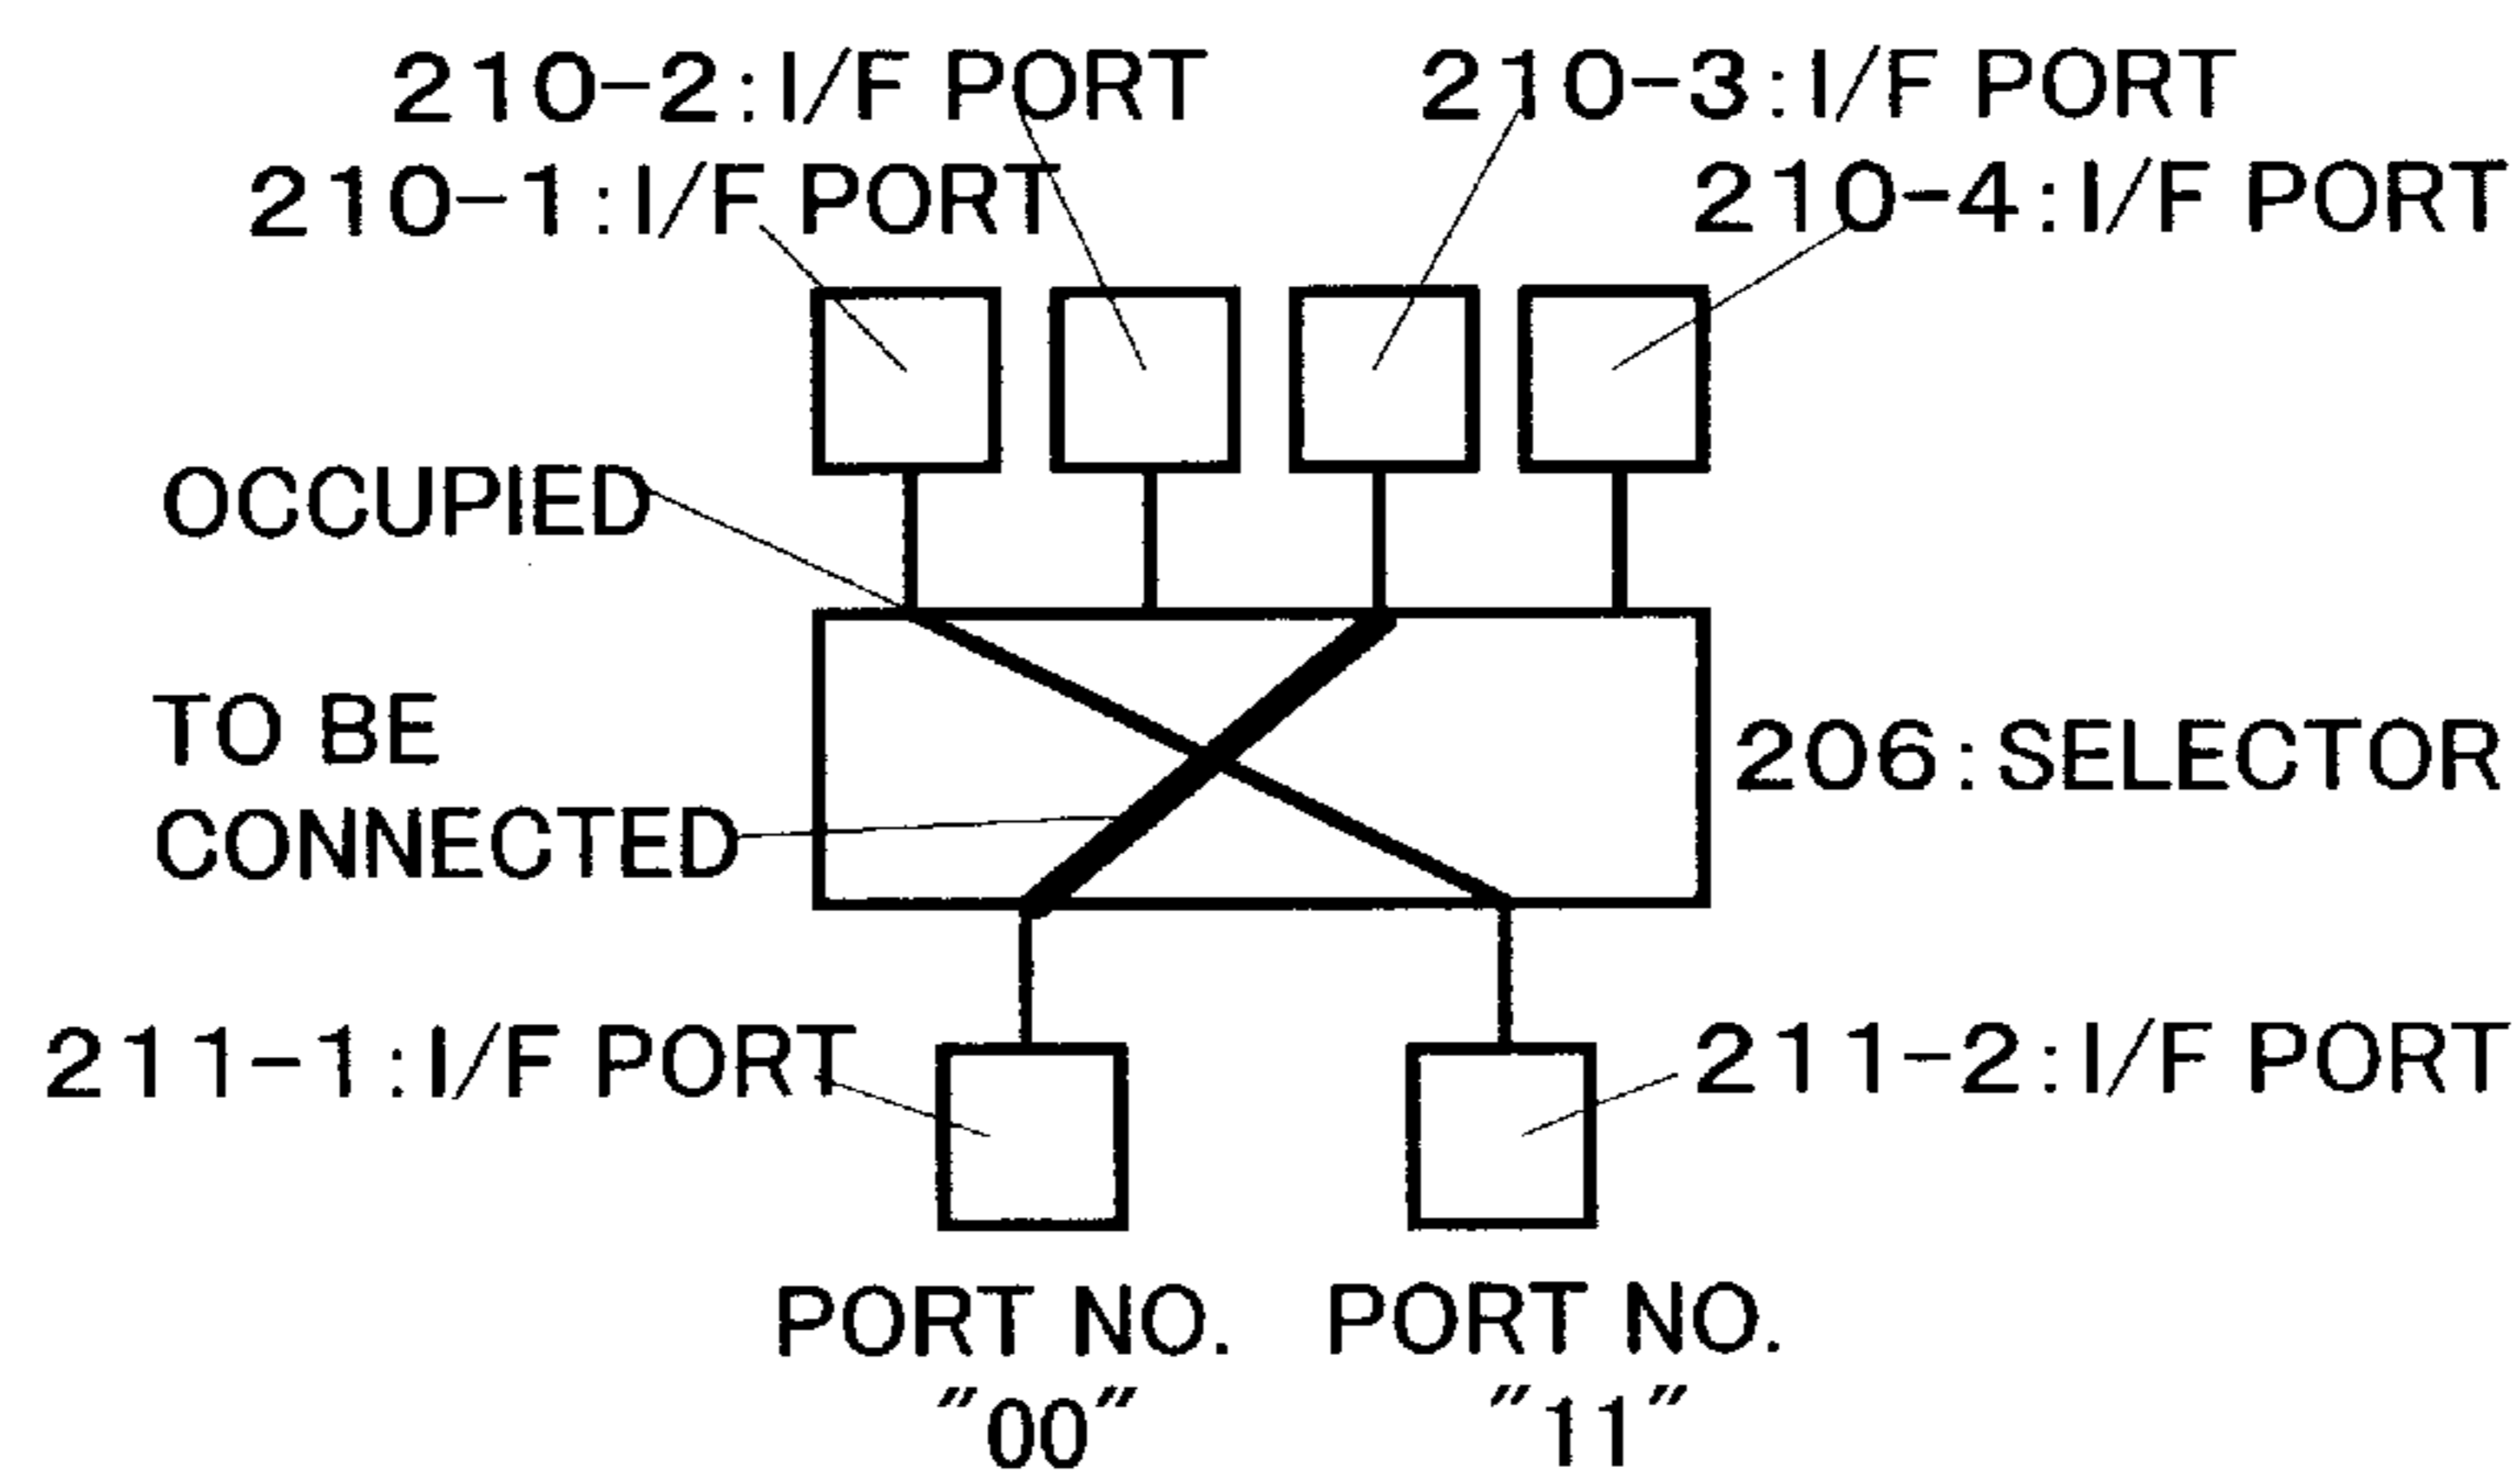 210-2:I/F PORT
210-3:I/F PORT
210-1:I/F PORT
210-4:I/F PORT
OCCUPIED
TO BE
CONNECTED
206:SELECTOR
211-1:I/F PORT
211-2:I/F PORT
PORT NO.
"00"
PORT NO.
"11"